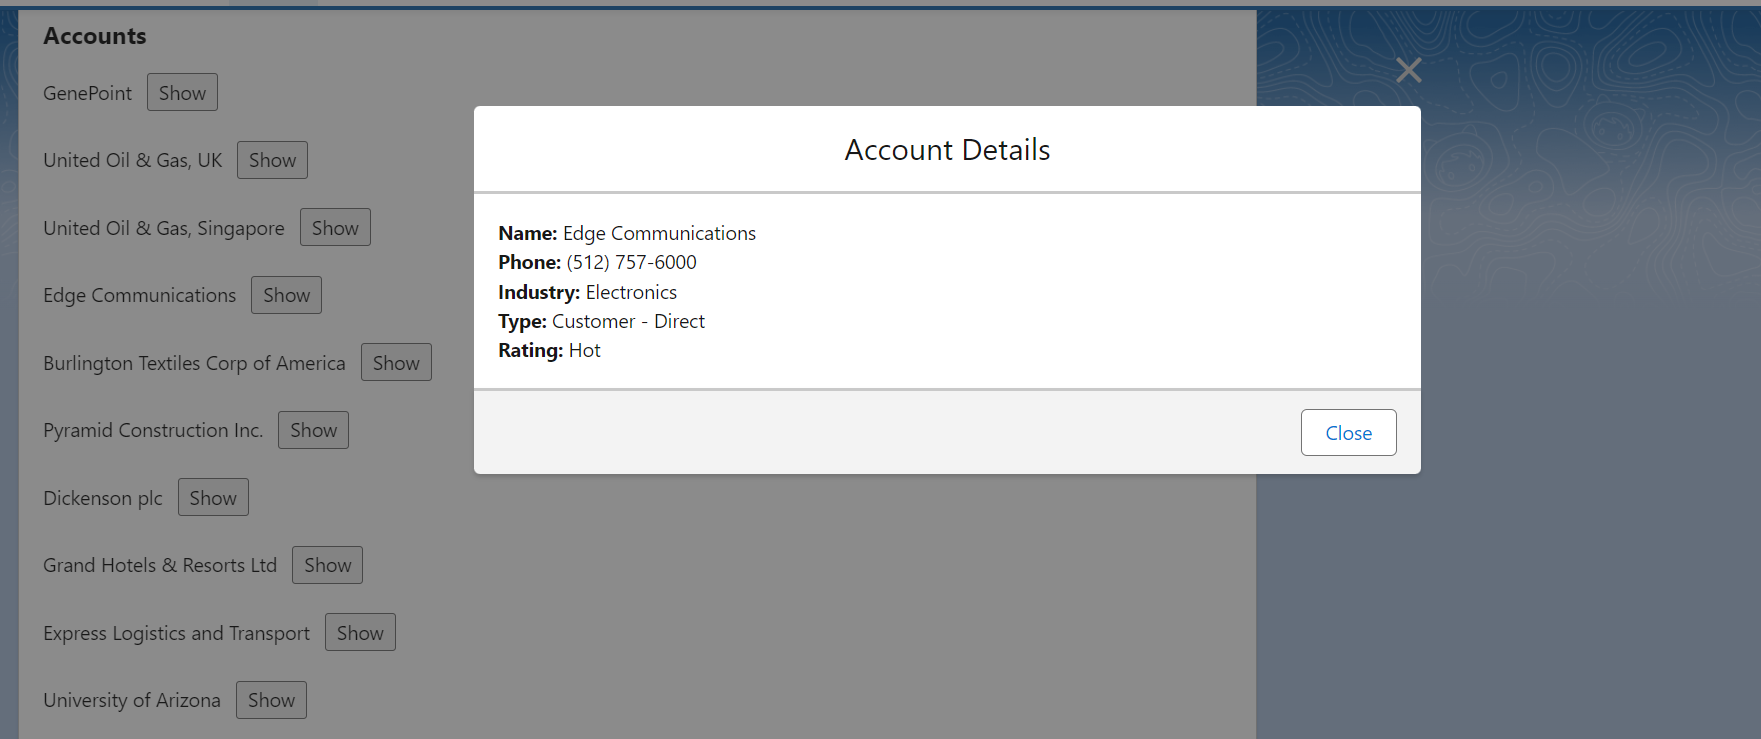 Accounts
GenePoint Show
United Oil & Gas, UK Show
United Oil & Gas, Singapore Show
Edge Communications Show
Burlington Textiles Corp of America Show
Pyramid Construction Inc. Show
Dickenson plc Show
Grand Hotels & Resorts Ltd Show
Express Logistics and Transport Show
University of Arizona Show
Account Details
Name: Edge Communications
Phone: (512) 757-6000
Industry: Electronics
Type: Customer - Direct
Rating: Hot
Close